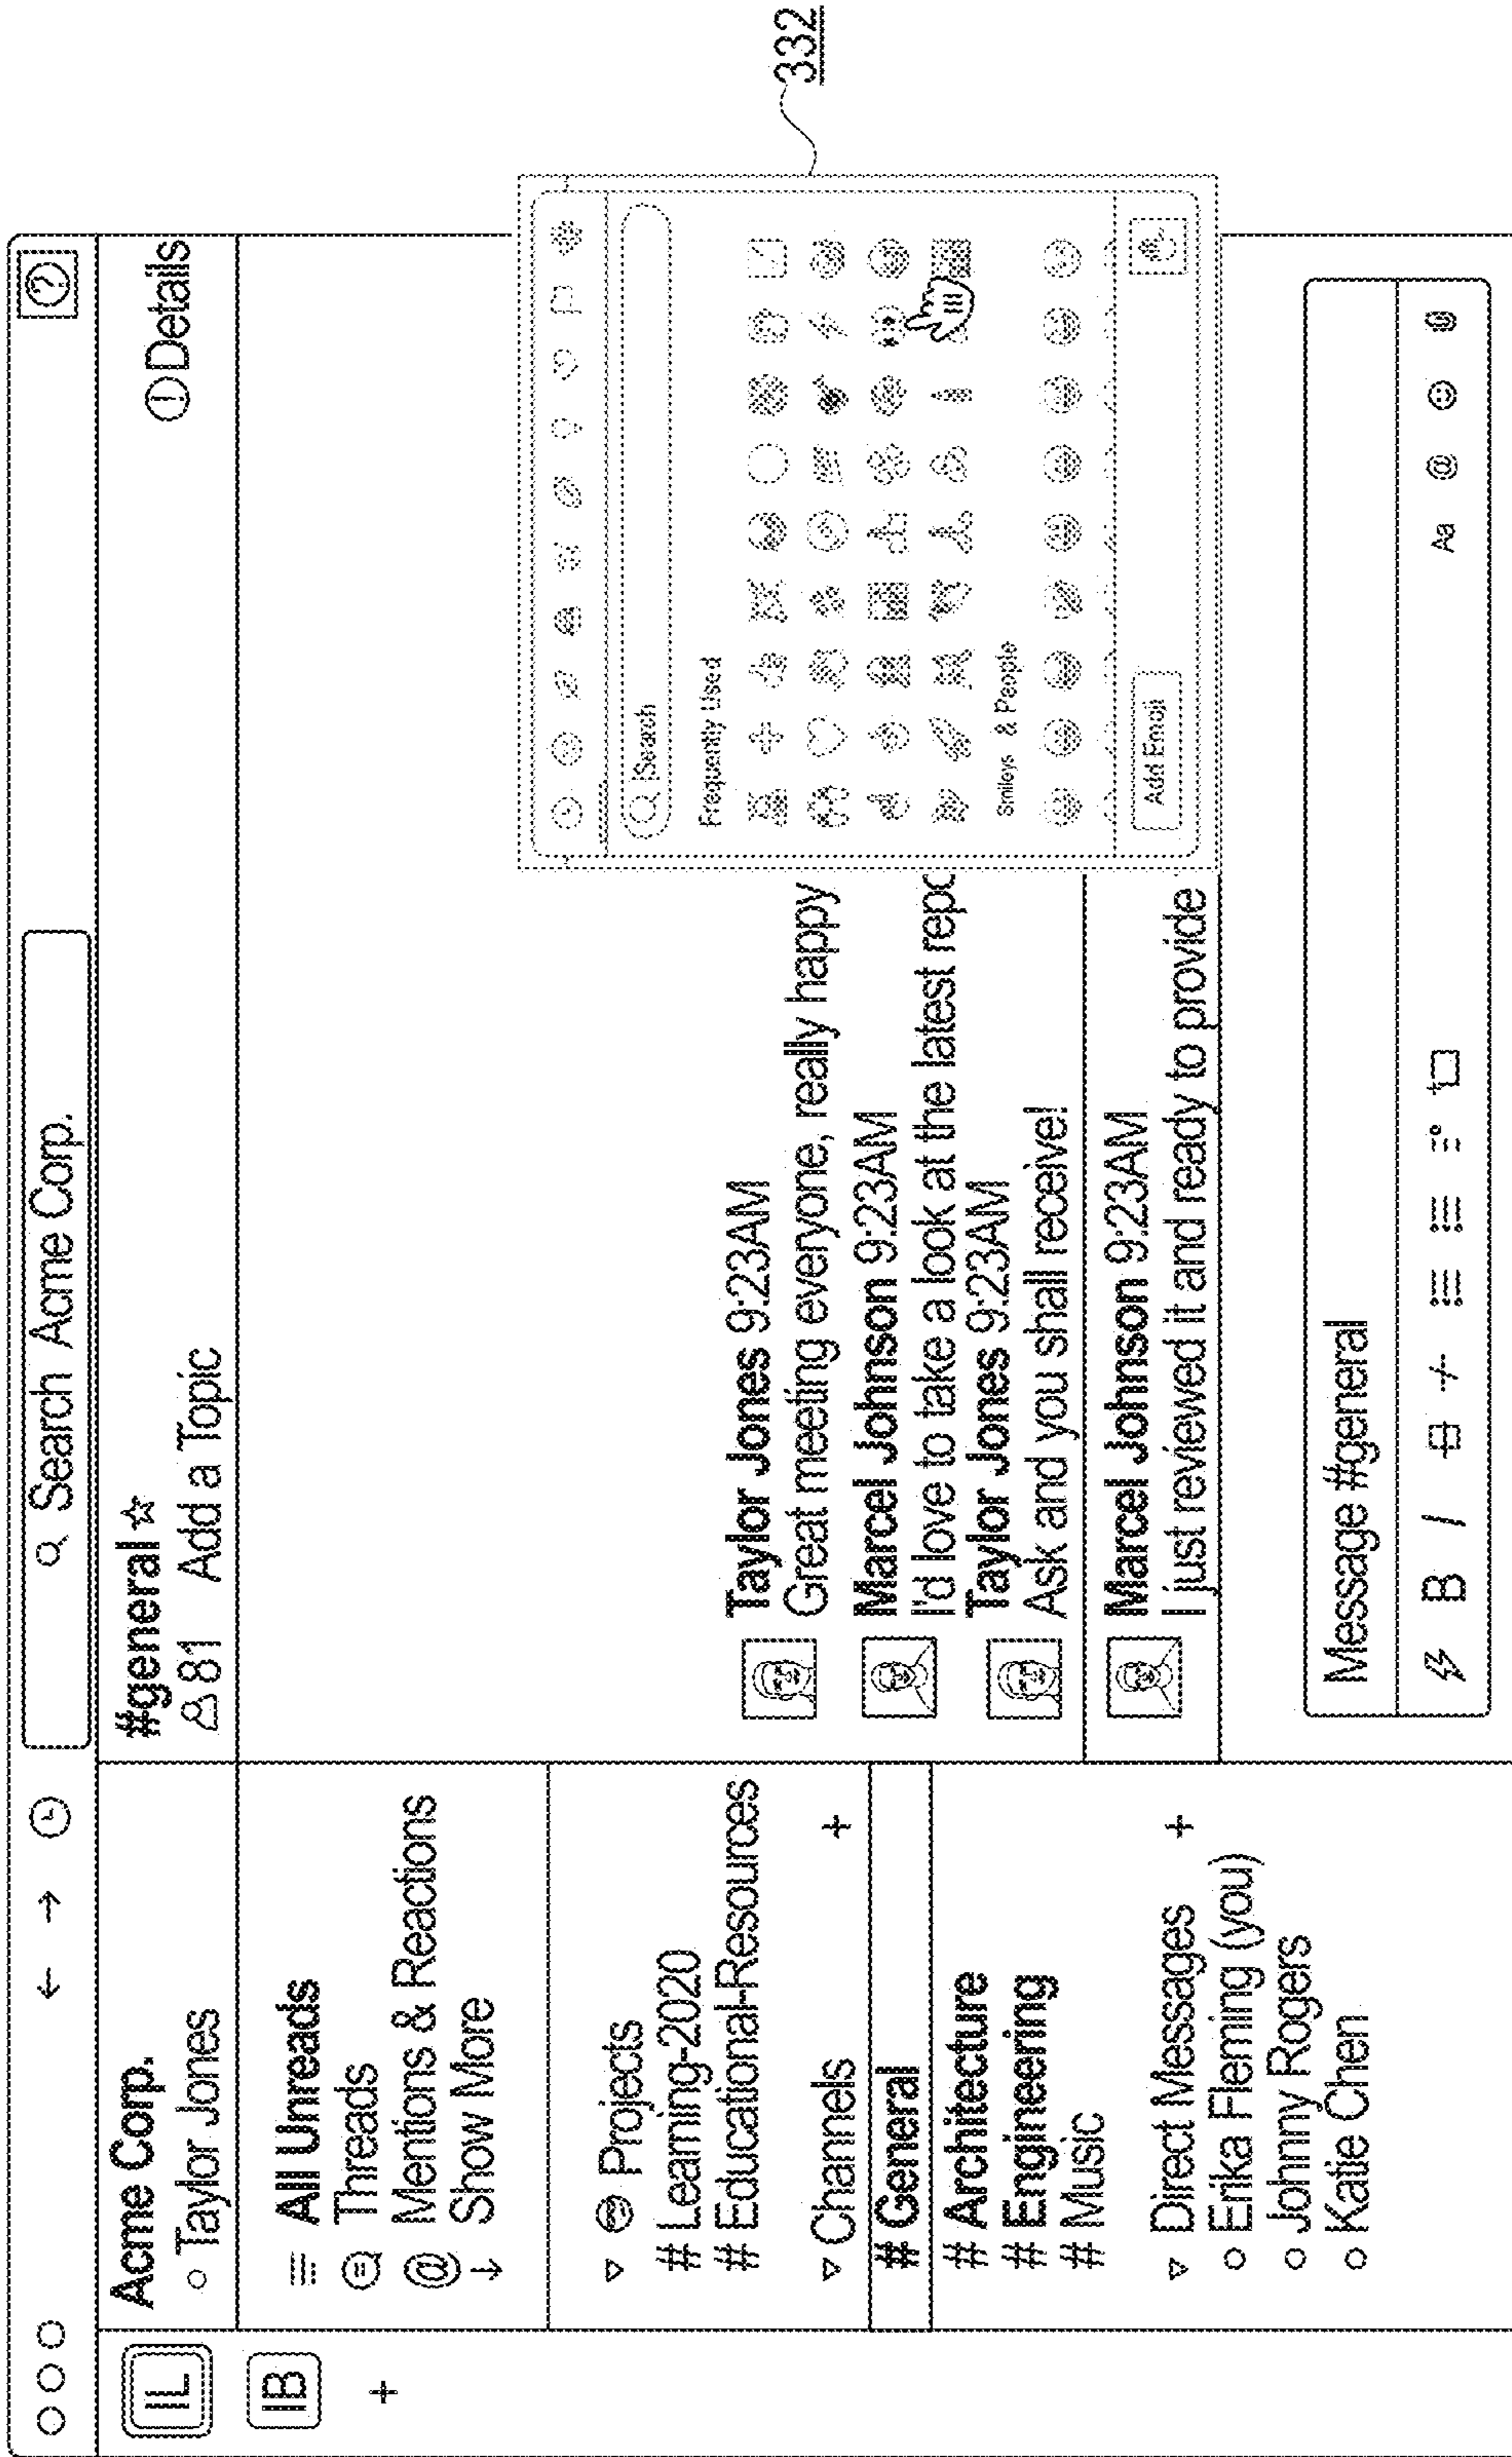 Search Acme Corp.
IL
IB
+
Acme Corp.
Taylor Jones
All Unreads
Threads
@ Mentions & Reactions
Show More
Projects
# Learning-2020
# Educational-Resources
Channels +
# General
# Architecture
# Engineering
# Music
Direct Messages +
Erika Fleming (you)
Johnny Rogers
Katie Chen
#general
81 Add a Topic
Details
Taylor Jones 9:23AM
Great meeting everyone, really happy
Marcel Johnson 9:23AM
I'd love to take a look at the latest repo
Taylor Jones 9:23AM
Ask and you shall receive!
Marcel Johnson 9:23AM
I just reviewed it and ready to provide
Search
Frequently Used
Smileys & People
Add Emoji
332
Message #general
B I Aa @